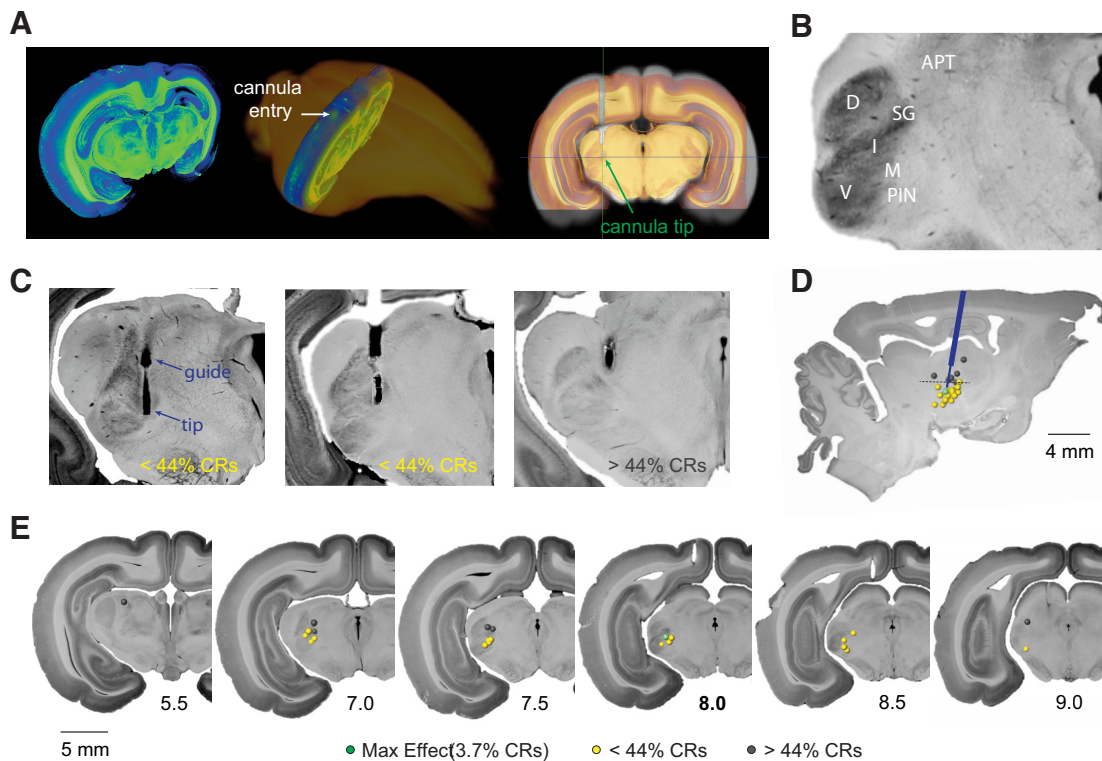 A
cannula
entry
cannula tip
B
APT
D
SG
I
M
V
PIN
C
guide
tip
< 44% CRs
< 44% CRs
> 44% CRs
D
4 mm
E
5.5
7.0
7.5
8.0
8.5
9.0
5 mm
Max Effect(3.7% CRs)
< 44% CRs
> 44% CRs